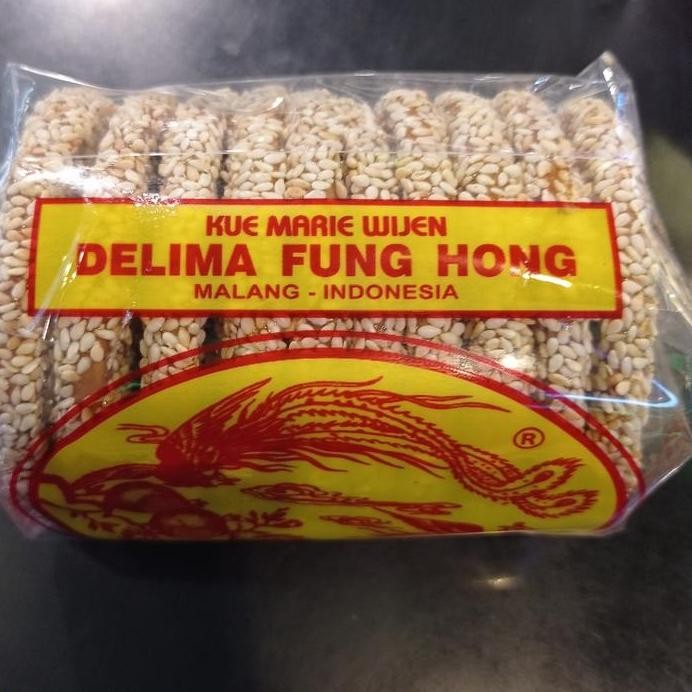 KUE MARIE WIJEN
DELIMA FUNG HONG
MALANG - INDONESIA
®